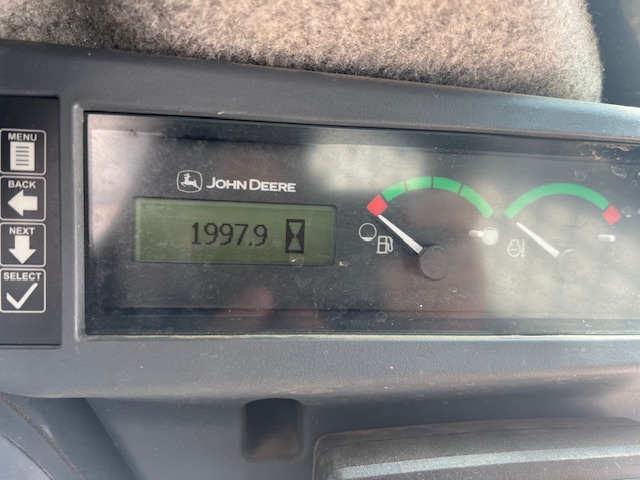 MENU
BACK
NEXT
SELECT
JOHN DEERE
1997.9